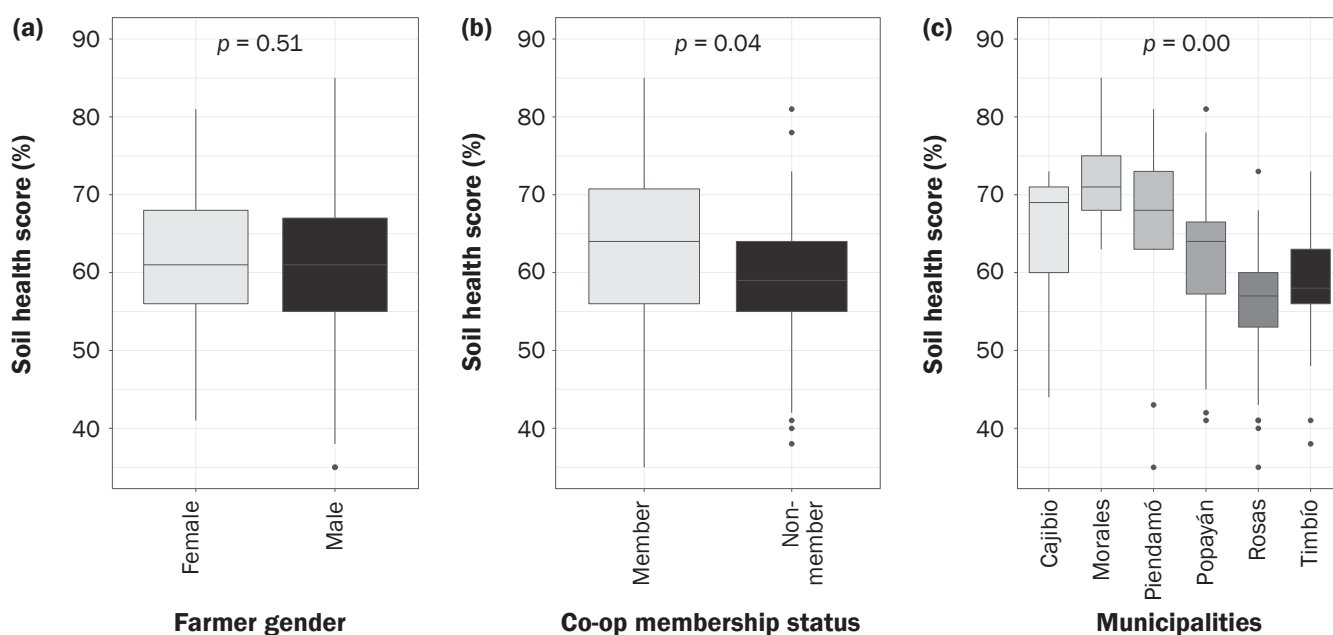 (a)
p = 0.51
90
80
70
60
50
40
Soil health score (%)
Female
Male
Farmer gender
(b)
p = 0.04
90
80
70
60
50
40
Soil health score (%)
Member
Non-
member
Co-op membership status
(c)
p = 0.00
90
80
70
60
50
40
Soil health score (%)
Cajibio
Morales
Piendamó
Popayán
Rosas
Timbío
Municipalities